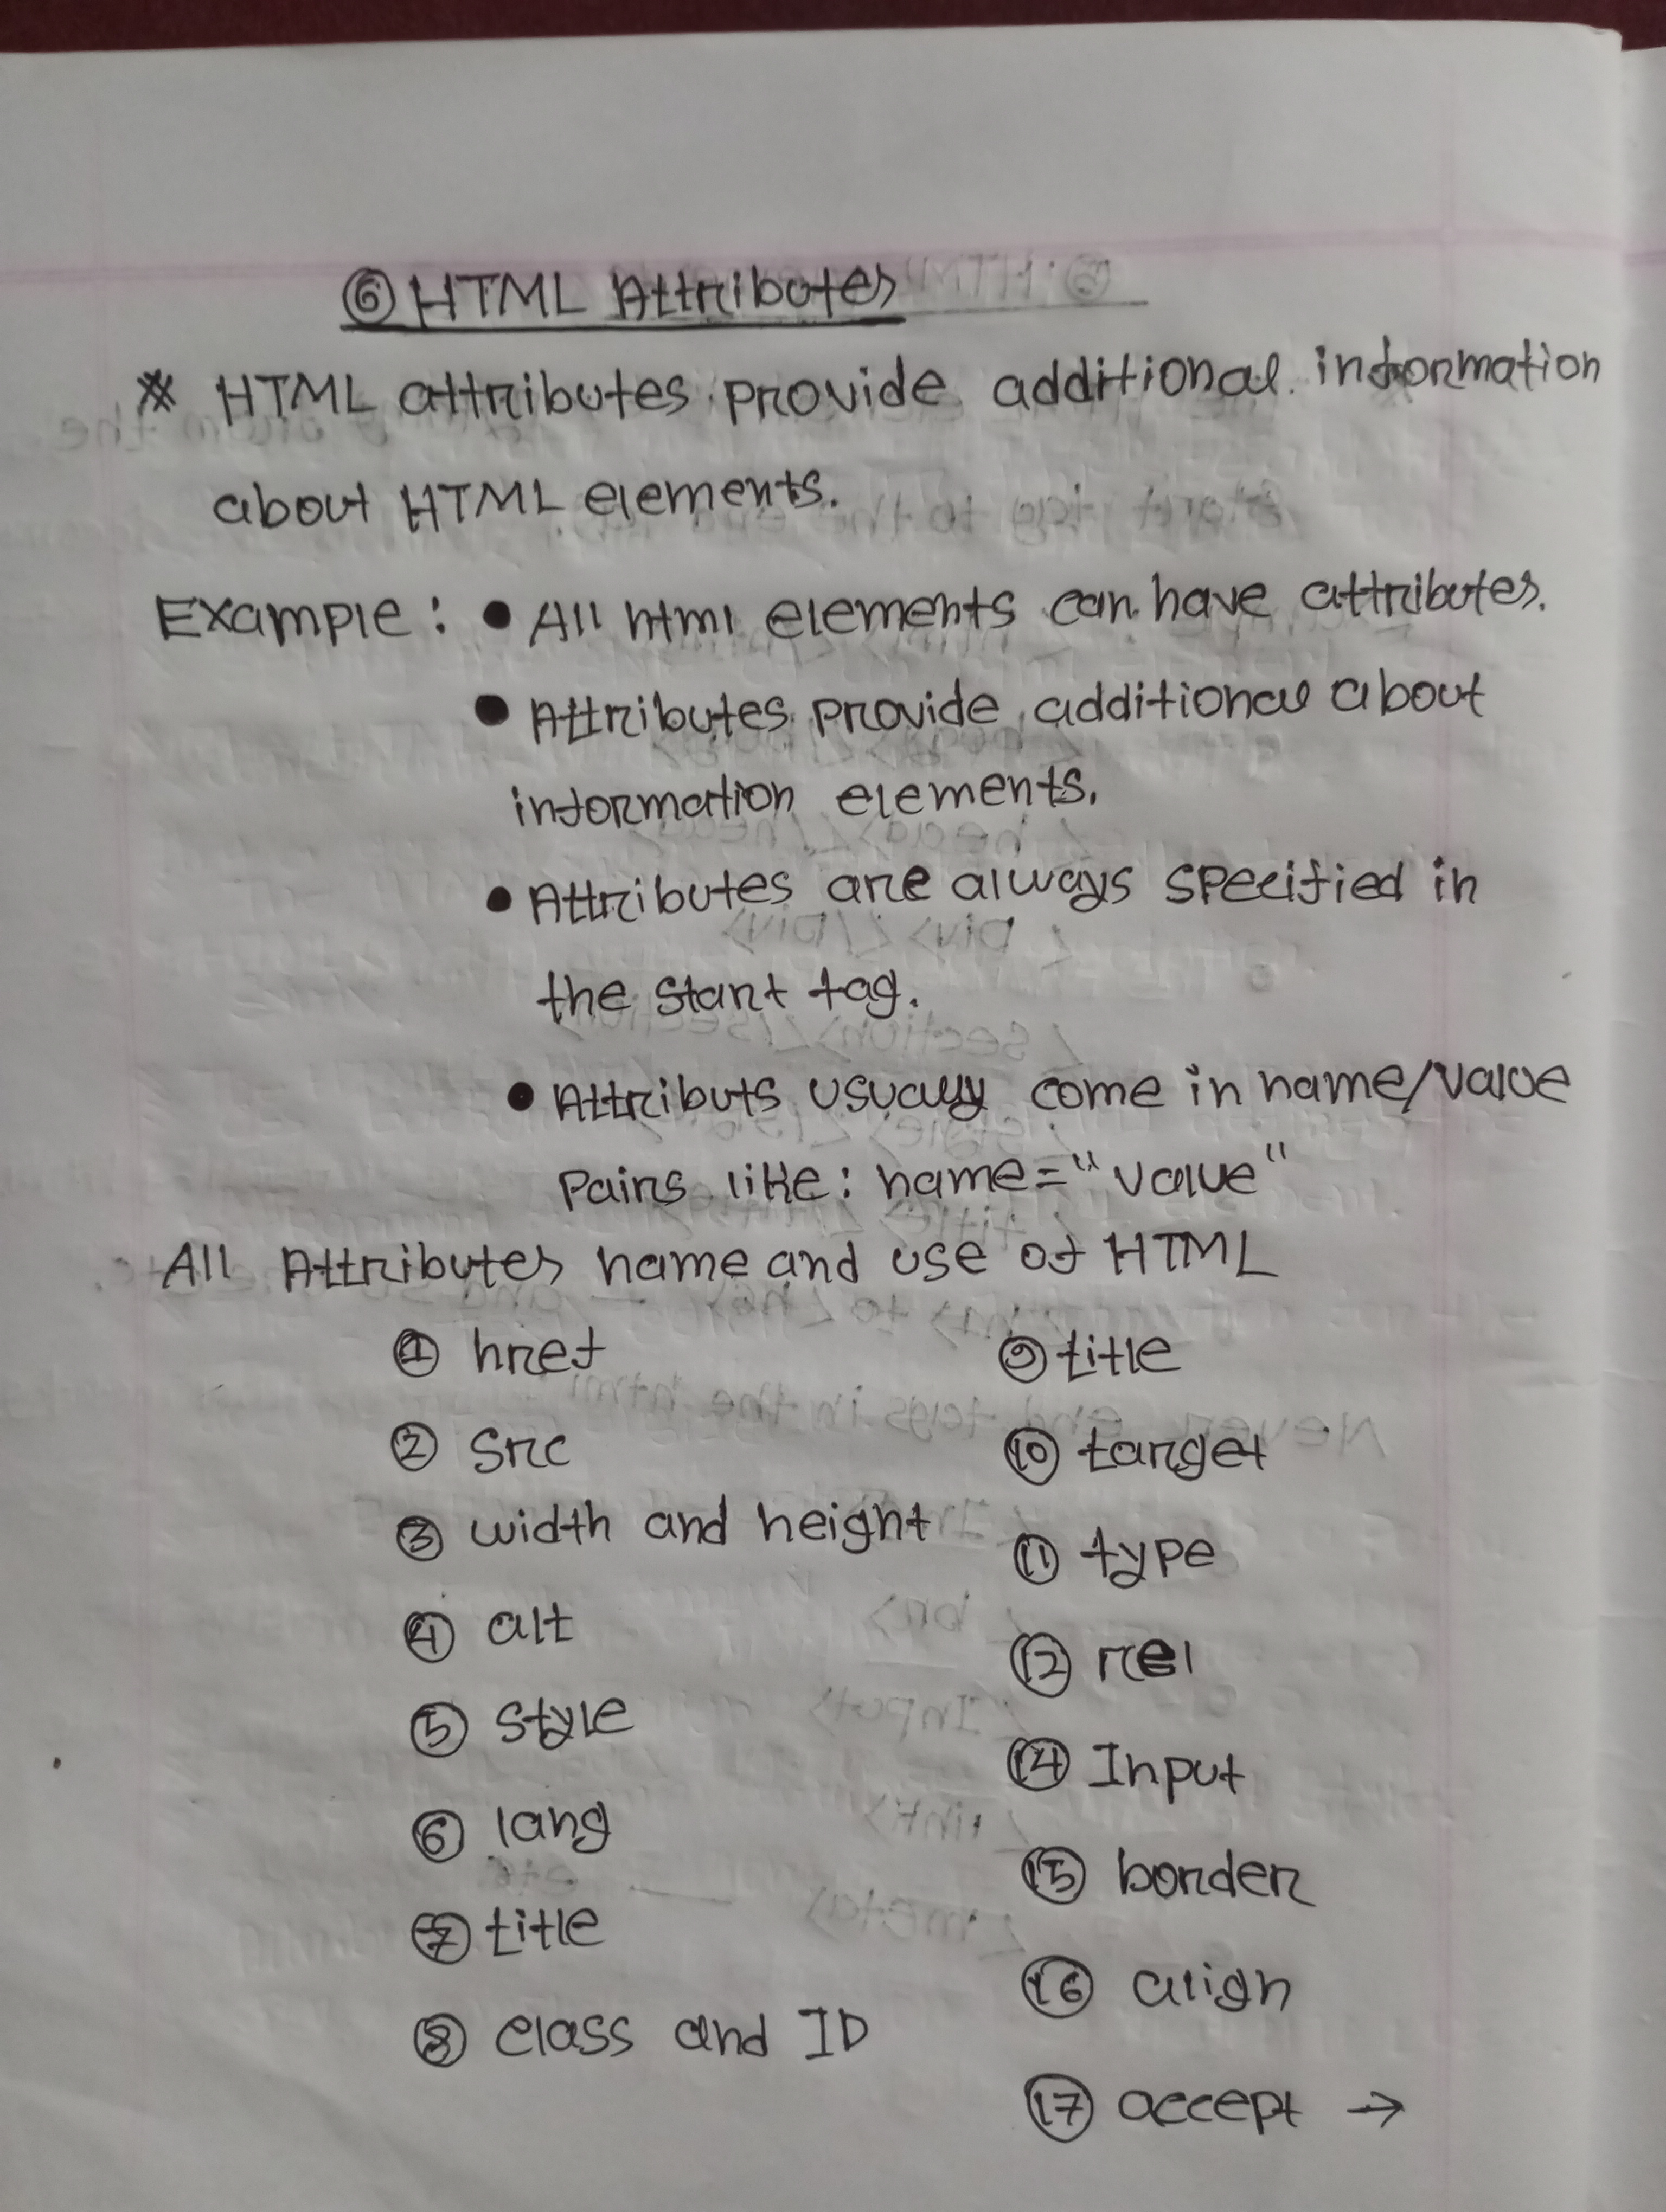 ⑥ HTML Attributes
* HTML attributes provide additional information
about HTML elements.
Example: ● All html elements can have attributes.
● Attributes provide additional about
information elements.
● Attributes are always specified in
the start tag.
● Attributs usually come in name/value
pairs like: name="value"
All Attributes name and use of HTML
① href
② src
③ width and height
④ alt
⑤ style
⑥ lang
⑦ title
⑧ class and ID
⑨ title
⑩ target
⑪ type
⑫ rel
⑭ Input
⑮ border
⑯ align
⑰ accept →